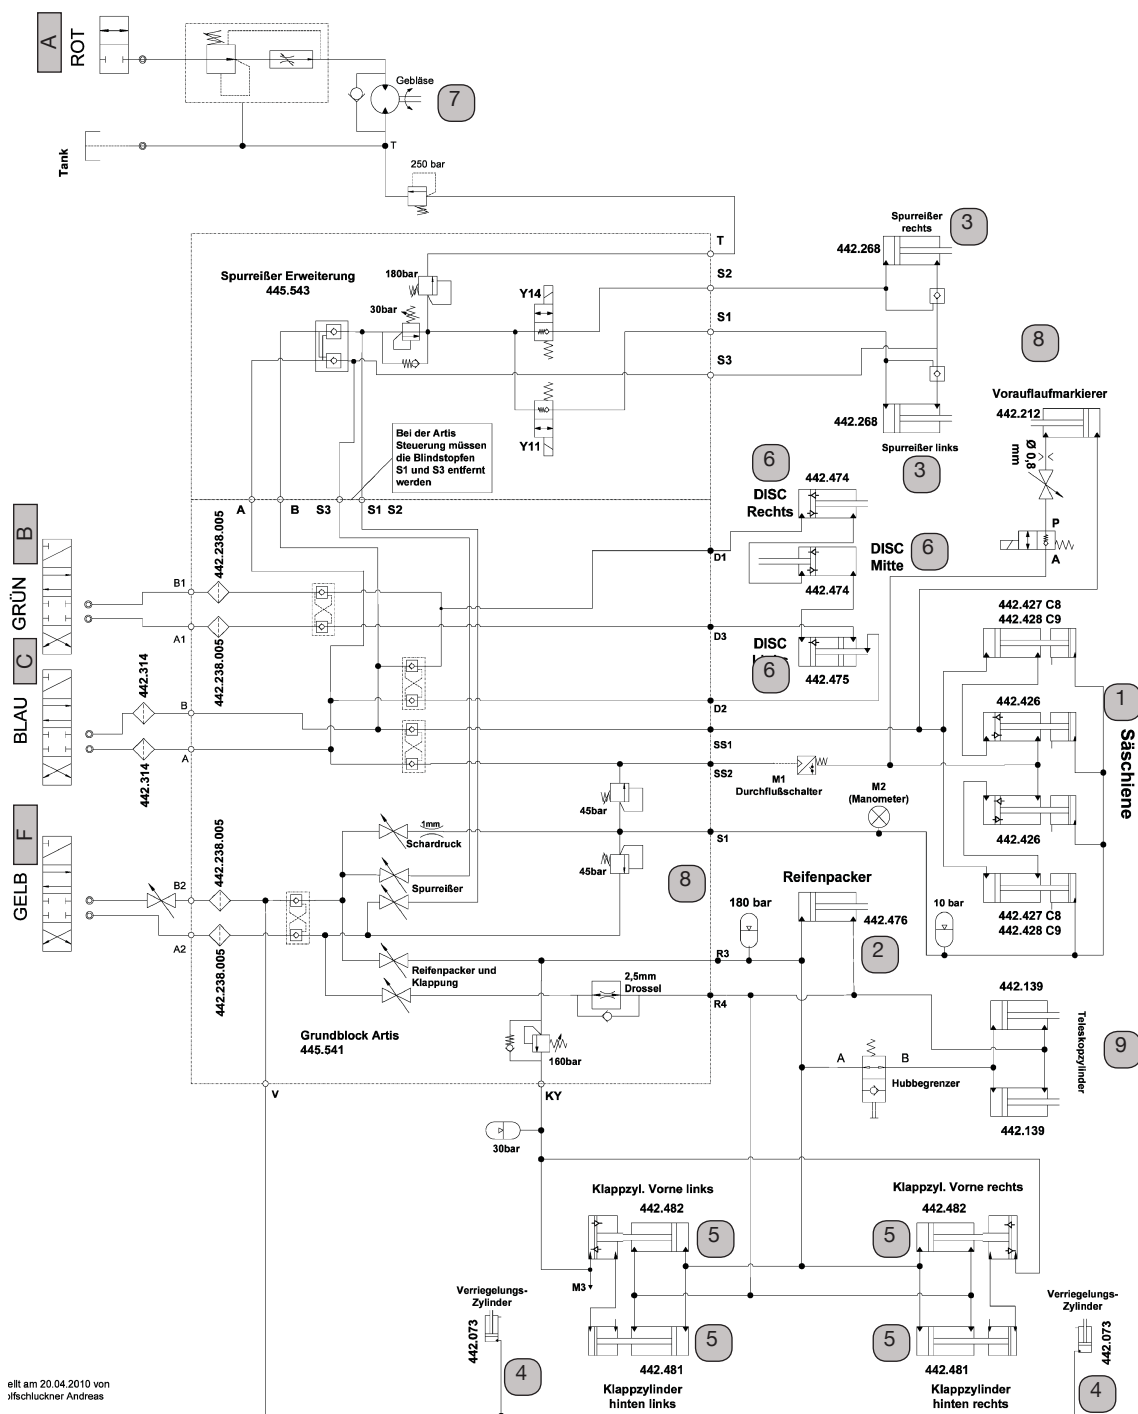 A
ROT
Gebläse
7
Tank
T
250 bar
T
Spurreißer
rechts
3
442.268
S2
Spurreißer Erweiterung
445.543
180bar
30bar
Y14
S1
S3
8
Vorauflaufmarkierer
442.212
442.268
Y11
Spurreißer links
3
Ø 0,8
mm
Bei der Artis
Steuerung müssen
die Blindstopfen
S1 und S3 entfernt
werden
6
442.474
DISC
Rechts
A
B
S3
S1
S2
P
A
B
GRÜN
442.238.005
D1
DISC
Mitte
6
442.474
B1
A1
442.238.005
D3
442.427 C8
442.428 C9
DISC
6
442.475
C
BLAU
442.314
B
A
442.314
D2
SS1
SS2
442.426
1
Säschiene
M1
Durchflußschalter
M2
(Manometer)
442.426
F
GELB
442.238.005
1mm
Schardruck
45bar
S1
45bar
Spurreißer
8
Reifenpacker
442.476
180 bar
10 bar
442.427 C8
442.428 C9
B2
A2
442.238.005
2
R3
Reifenpacker und
Klappung
2,5mm
Drossel
R4
442.139
Teleskopzylinder
9
Grundblock Artis
445.541
160bar
A
B
Hubbegrenzer
V
KY
442.139
30bar
Klappzyl. Vorne links
442.482
5
Klappzyl. Vorne rechts
442.482
5
M3
Verriegelungs-
Zylinder
442.073
4
5
442.481
Klappzylinder
hinten links
5
442.481
Klappzylinder
hinten rechts
Verriegelungs-
Zylinder
442.073
4
ellt am 20.04.2010 von
olfschluckner Andreas